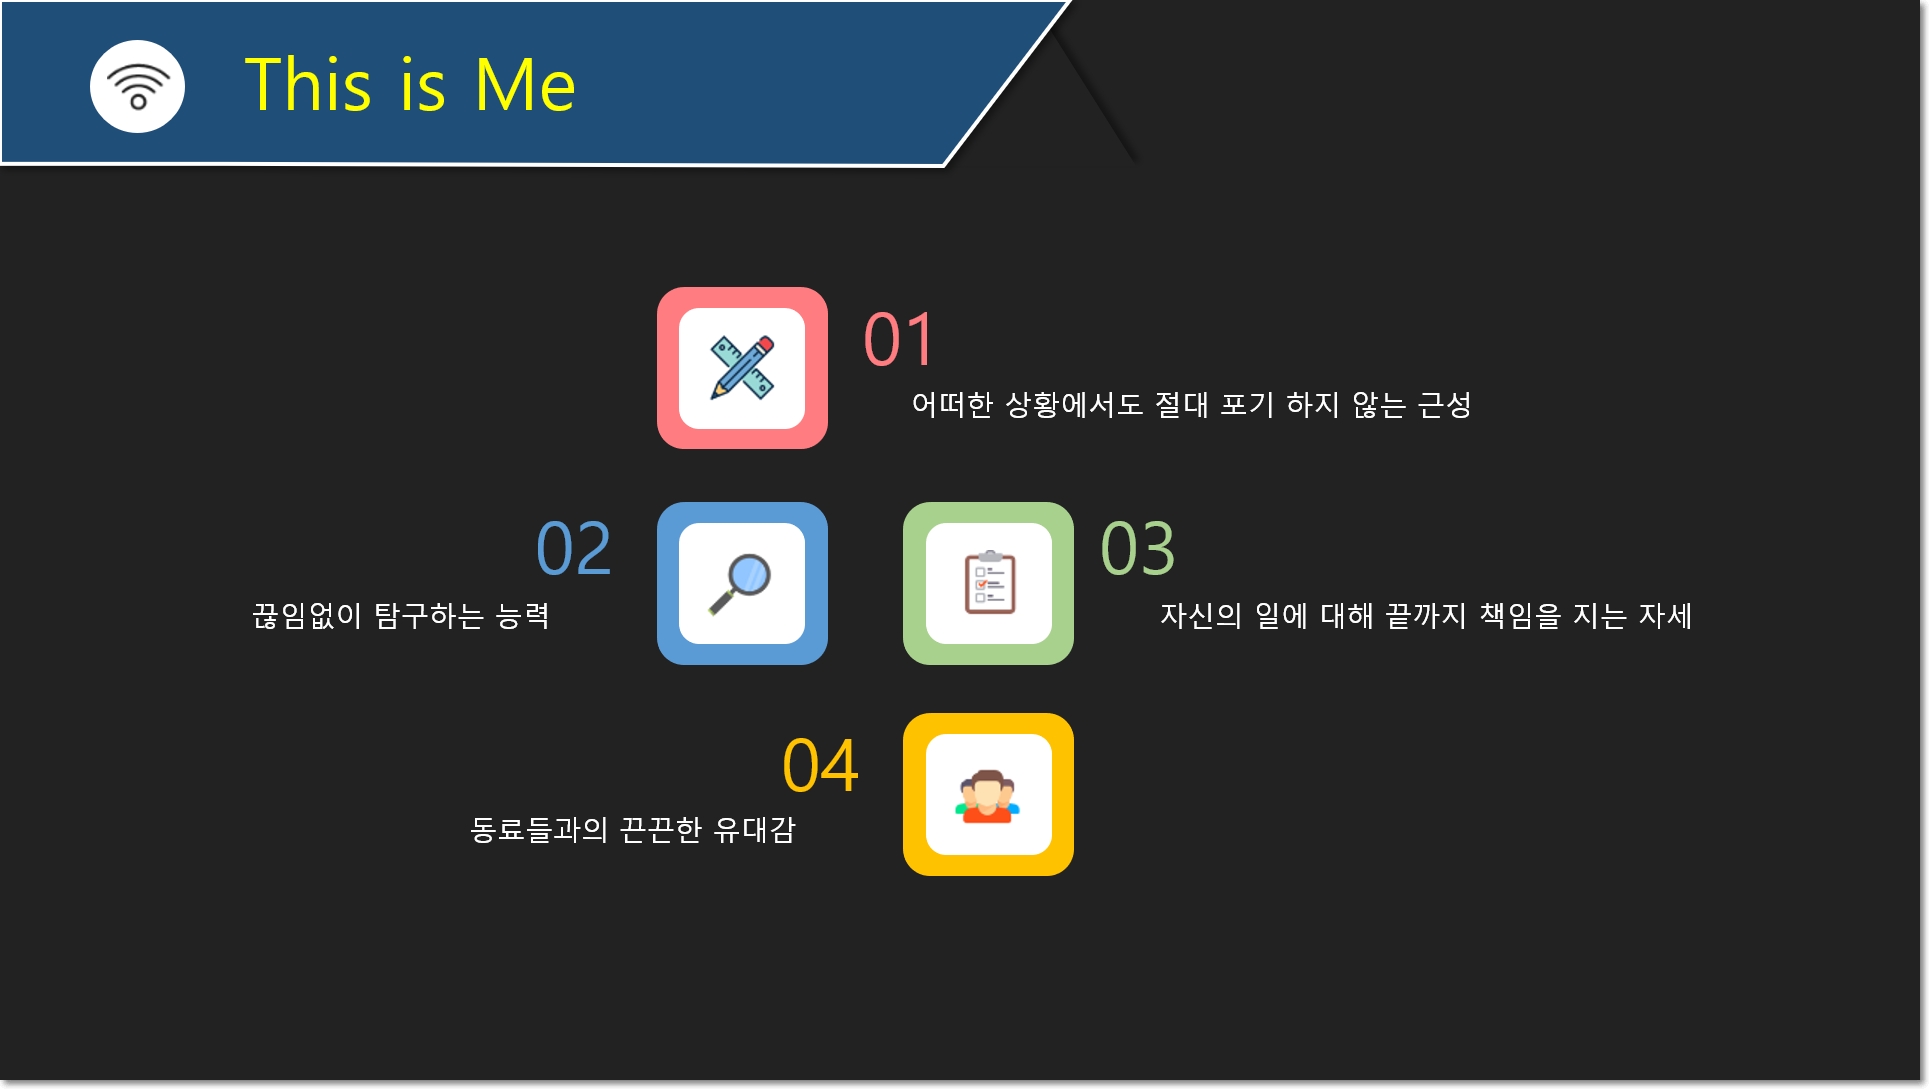 This is Me
01
어떠한 상황에서도 절대 포기 하지 않는 근성
02
끊임없이 탐구하는 능력
03
자신의 일에 대해 끝까지 책임을 지는 자세
04
동료들과의 끈끈한 유대감